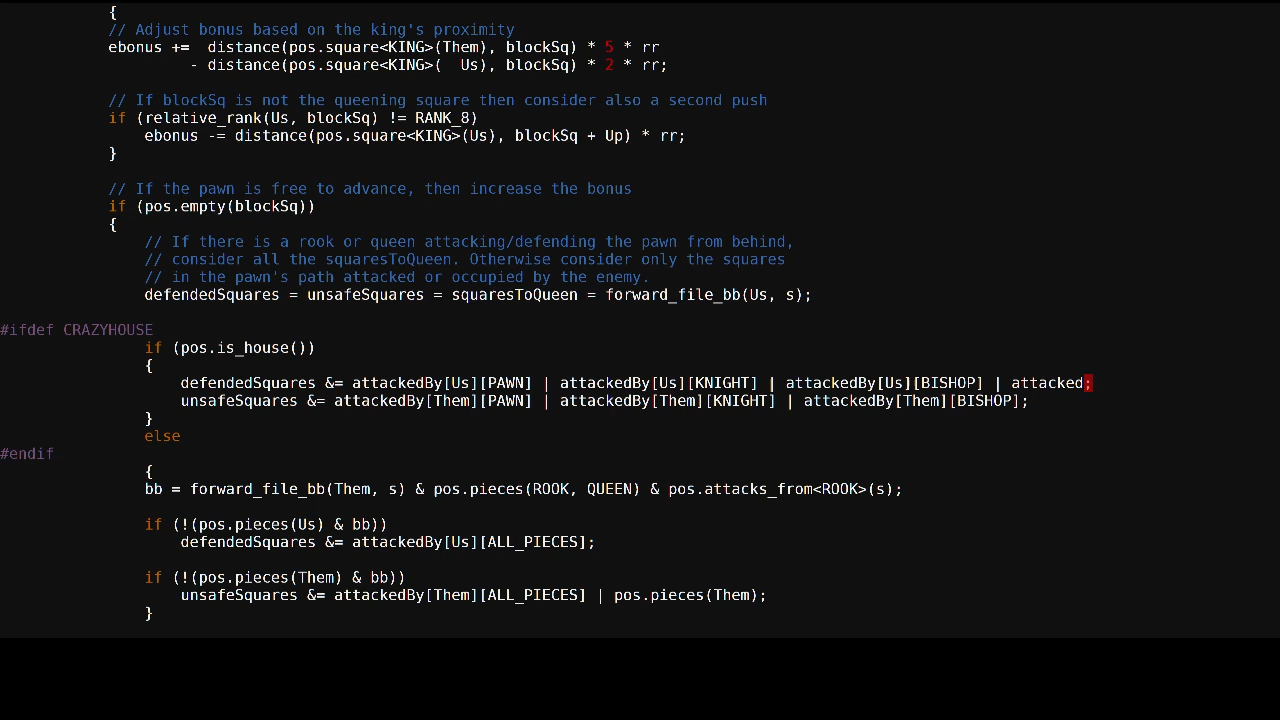 {
// Adjust bonus based on the king's proximity
ebonus +=  distance(pos.square<KING>(Them), blockSq) * 5 * rr
- distance(pos.square<KING>(  Us), blockSq) * 2 * rr;
// If blockSq is not the queening square then consider also a second push
if (relative_rank(Us, blockSq) != RANK_8)
ebonus -= distance(pos.square<KING>(Us), blockSq + Up) * rr;
}
// If the pawn is free to advance, then increase the bonus
if (pos.empty(blockSq))
{
// If there is a rook or queen attacking/defending the pawn from behind,
// consider all the squaresToQueen. Otherwise consider only the squares
// in the pawn's path attacked or occupied by the enemy.
defendedSquares = unsafeSquares = squaresToQueen = forward_file_bb(Us, s);
#ifdef CRAZYHOUSE
if (pos.is_house())
{
defendedSquares &= attackedBy[Us][PAWN] | attackedBy[Us][KNIGHT] | attackedBy[Us][BISHOP] | attacked;
unsafeSquares &= attackedBy[Them][PAWN] | attackedBy[Them][KNIGHT] | attackedBy[Them][BISHOP];
}
else
#endif
{
bb = forward_file_bb(Them, s) & pos.pieces(ROOK, QUEEN) & pos.attacks_from<ROOK>(s);
if (!(pos.pieces(Us) & bb))
defendedSquares &= attackedBy[Us][ALL_PIECES];
if (!(pos.pieces(Them) & bb))
unsafeSquares &= attackedBy[Them][ALL_PIECES] | pos.pieces(Them);
}